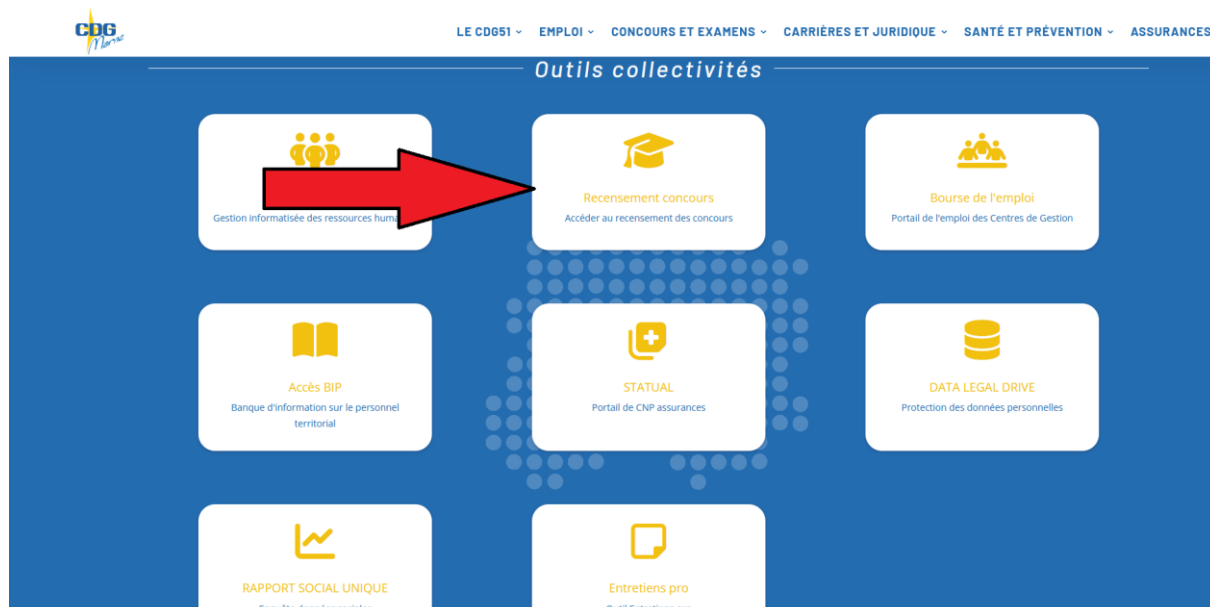 CDG
Marne
LE CDG51 EMPLOI CONCOURS ET EXAMENS CARRIÈRES ET JURIDIQUE SANTÉ ET PRÉVENTION ASSURANCES
Outils collectivités
Gestion informatisée des ressources
Recensement concours
Accéder au recensement des concours
Bourse de l'emploi
Portail de l'emploi des Centres de Gestion
Accès BIP
Banque d'information sur le personnel
territorial
STATUAL
Portail de CNP assurances
DATA LEGAL DRIVE
Protection des données personnelles
RAPPORT SOCIAL UNIQUE
Entretiens pro